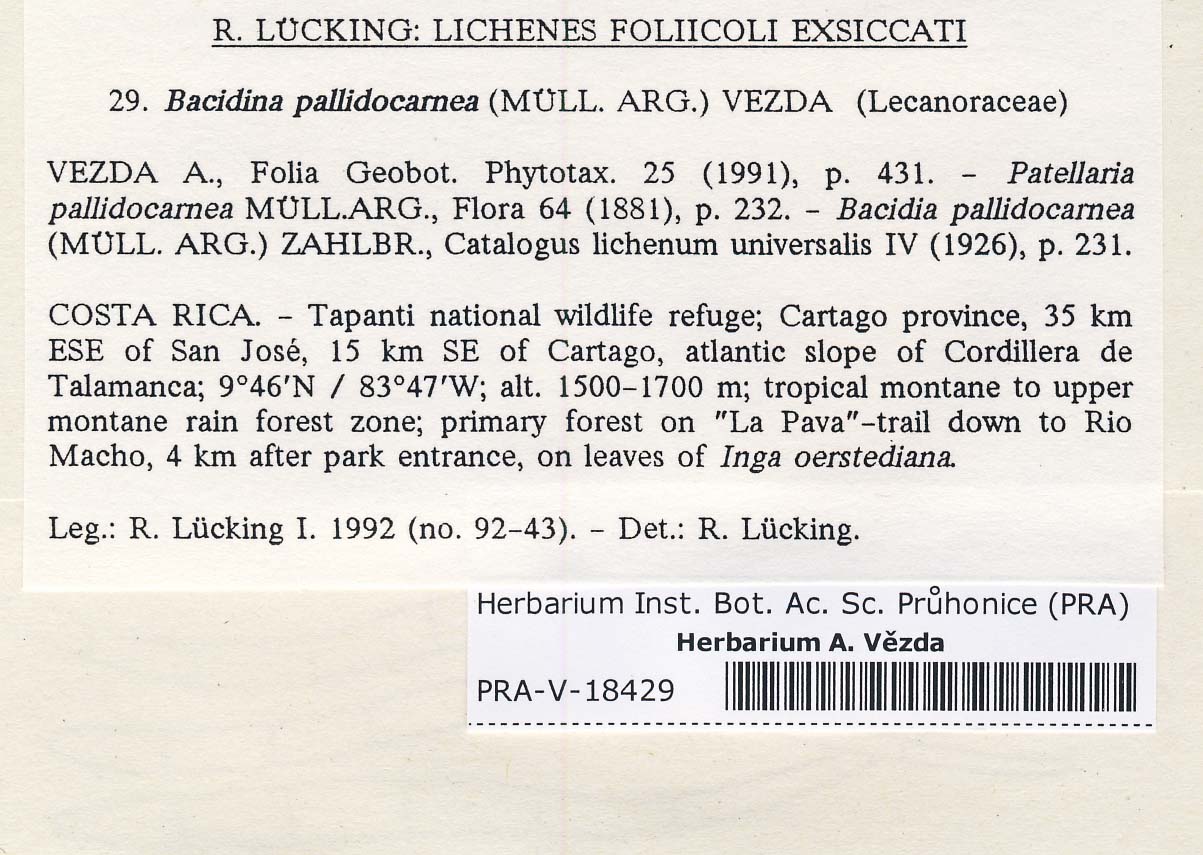 R. LÜCKING: LICHENES FOLIICOLI EXSICCATI
29. Bacidina pallidocarnea (MÜLL. ARG.) VEZDA (Lecanoraceae)
VEZDA A., Folia Geobot. Phytotax. 25 (1991), p. 431. – Patellaria
pallidocarnea MÜLL.ARG., Flora 64 (1881), p. 232. – Bacidia pallidocarnea
(MÜLL. ARG.) ZAHLBR., Catalogus lichenum universalis IV (1926), p. 231.
COSTA RICA. – Tapanti national wildlife refuge; Cartago province, 35 km
ESE of San José, 15 km SE of Cartago, atlantic slope of Cordillera de
Talamanca; 9°46'N / 83°47'W; alt. 1500–1700 m; tropical montane to upper
montane rain forest zone; primary forest on "La Pava"–trail down to Rio
Macho, 4 km after park entrance, on leaves of Inga oerstediana.
Leg.: R. Lücking I. 1992 (no. 92–43). – Det.: R. Lücking.
Herbarium Inst. Bot. Ac. Sc. Průhonice (PRA)
Herbarium A. Vězda
PRA-V-18429